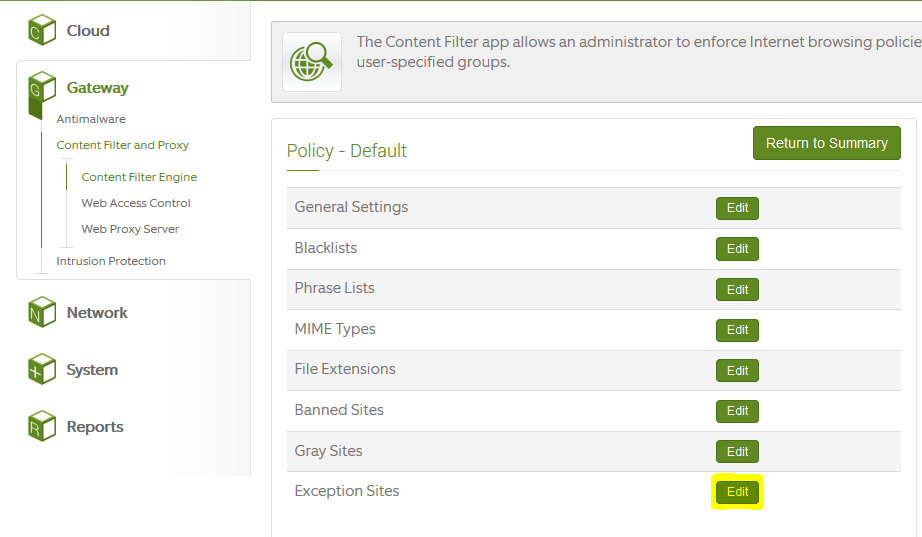 C Cloud
G Gateway
Antimalware
Content Filter and Proxy
Content Filter Engine
Web Access Control
Web Proxy Server
Intrusion Protection
N Network
System
R Reports
The Content Filter app allows an administrator to enforce Internet browsing policie
user-specified groups.
Policy - Default
Return to Summary
General Settings Edit
Blacklists Edit
Phrase Lists Edit
MIME Types Edit
File Extensions Edit
Banned Sites Edit
Gray Sites Edit
Exception Sites Edit